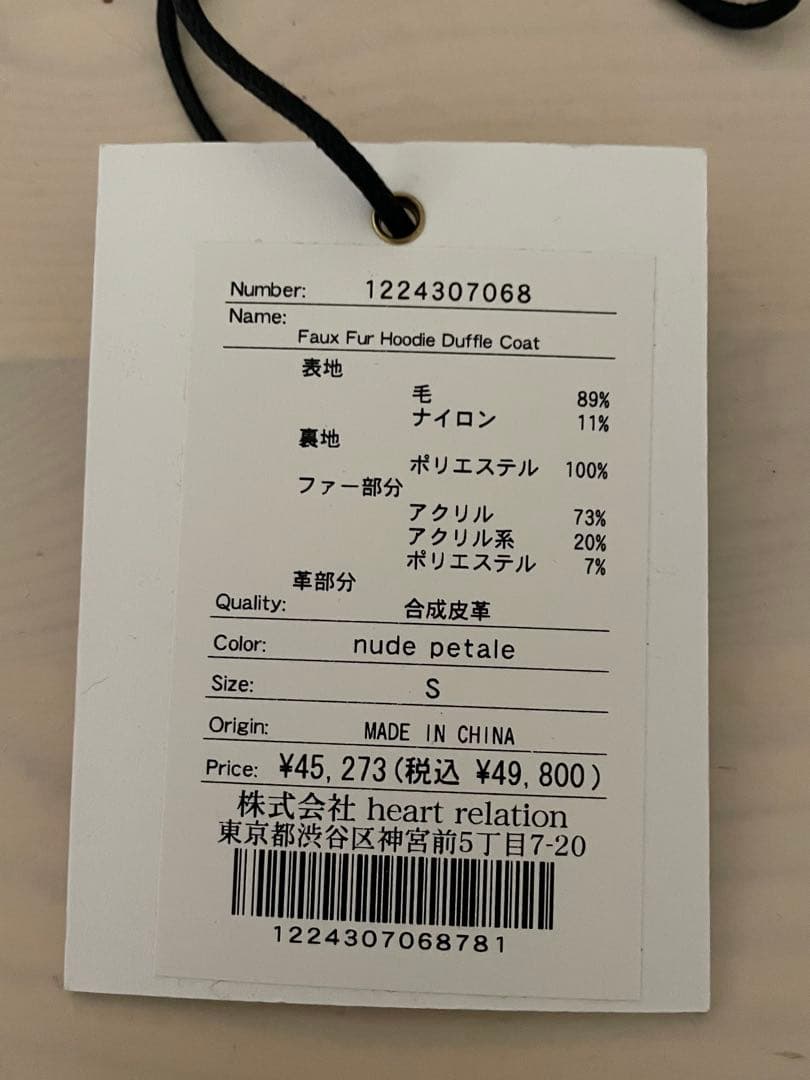 Number: 1224307068
Name:
Faux Fur Hoodie Duffle Coat
表地
毛 89%
ナイロン 11%
裏地
ポリエステル 100%
ファー部分
アクリル 73%
アクリル系 20%
ポリエステル 7%
革部分
Quality: 合成皮革
Color: nude petale
Size: S
Origin: MADE IN CHINA
Price: ¥45,273(税込 ¥49,800)
株式会社 heart relation
東京都渋谷区神宮前5丁目7-20
1224307068781